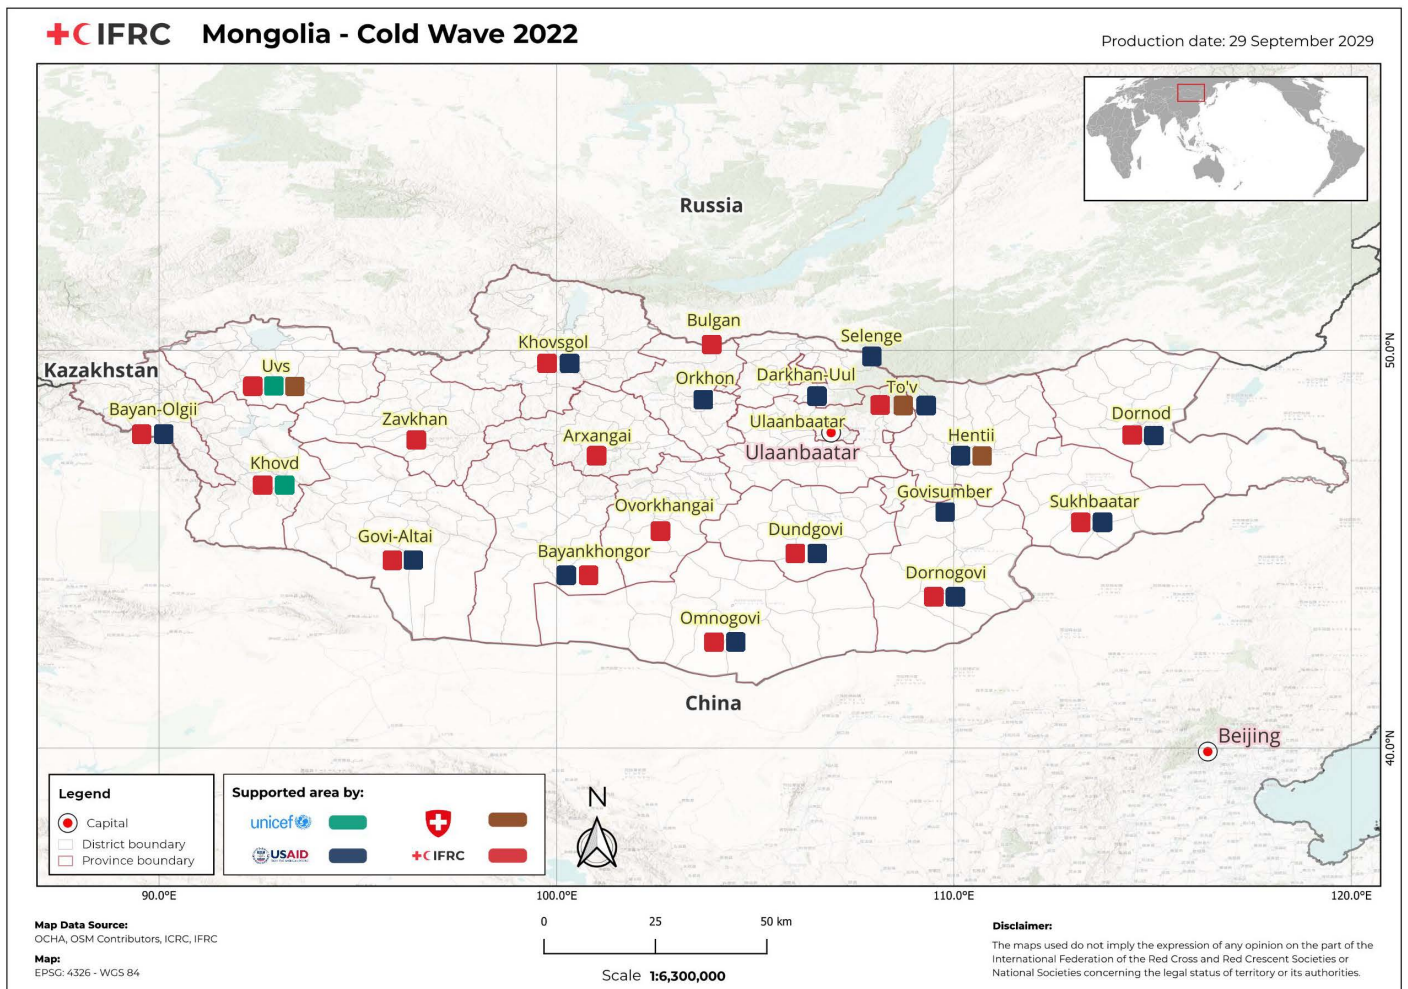 IFRC
Mongolia - Cold Wave 2022
Production date: 29 September 2029
Russia
Kazakhstan
China
Bulgan
Selenge
Khovsgol
Uvs
Orkhon
Darkhan-Uul
To'v
Bayan-Olgii
Zavkhan
Arxangai
Ulaanbaatar
Ulaanbaatar
Hentii
Dornod
Khovd
Govisumber
Sukhbaatar
Ovorkhangai
Govi-Altai
Bayankhongor
Dundgovi
Dornogovi
Omnogovi
Beijing
50.0°N
40.0°N
90.0°E
100.0°E
110.0°E
120.0°E
Legend
Capital
District boundary
Province boundary
Supported area by:
unicef
USAID
IFRC
N
Map Data Source:
OCHA, OSM Contributors, ICRC, IFRC
Map:
EPSG: 4326 - WGS 84
0 25 50 km
Scale 1:6,300,000
Disclaimer:
The maps used do not imply the expression of any opinion on the part of the
International Federation of the Red Cross and Red Crescent Societies or
National Societies concerning the legal status of territory or its authorities.